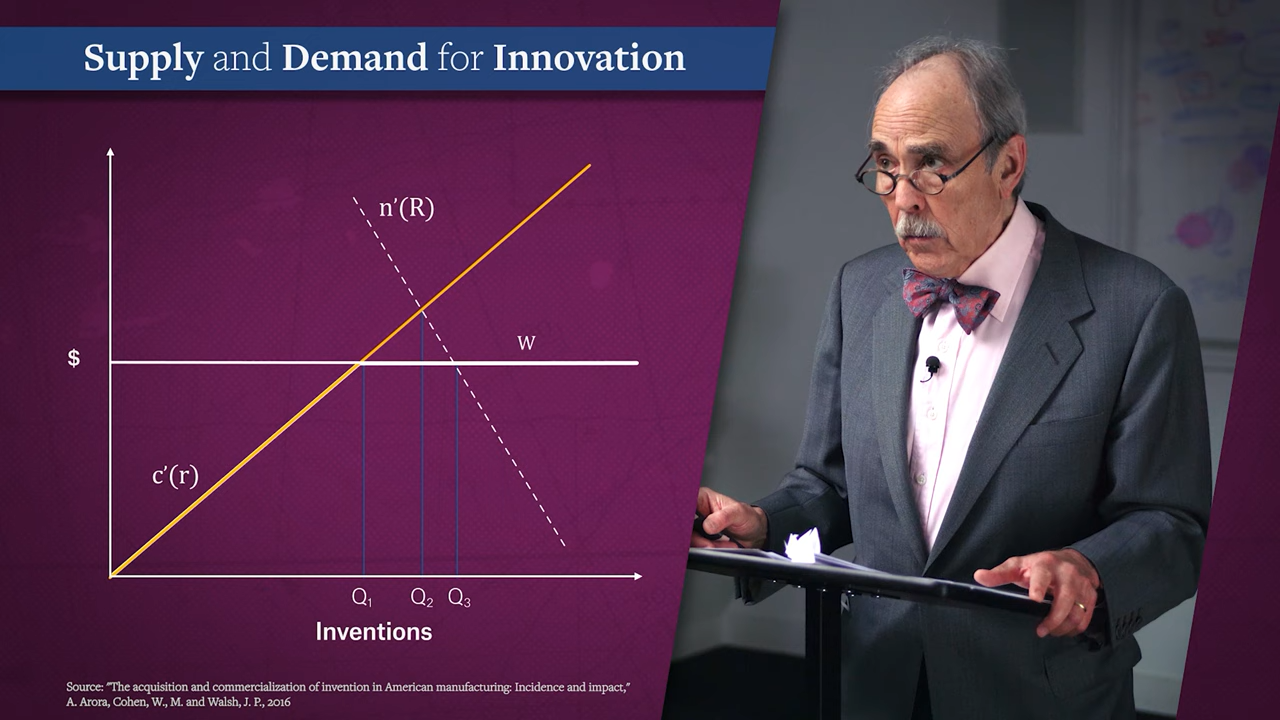 Supply and Demand for Innovation
n'(R)
W
$
c'(r)
Q₁ Q₂ Q₃
Inventions
Source: "The acquisition and commercialization of invention in American manufacturing: Incidence and impact,"
A. Arora, Cohen, W., M. and Walsh, J. P., 2016